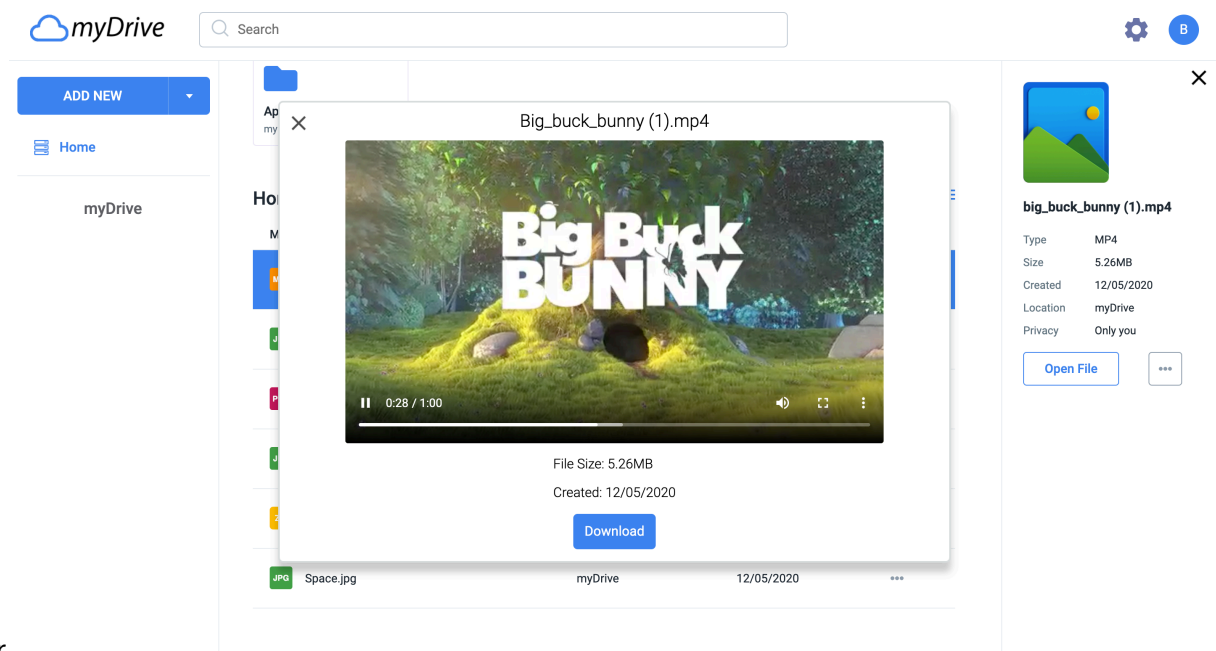 myDrive
Search
B
ADD NEW
Home
myDrive
Big_buck_bunny (1).mp4
Big Buck
BUNNY
0:28 / 1:00
File Size: 5.26MB
Created: 12/05/2020
Download
JPG Space.jpg myDrive 12/05/2020
big_buck_bunny (1).mp4
Type MP4
Size 5.26MB
Created 12/05/2020
Location myDrive
Privacy Only you
Open File